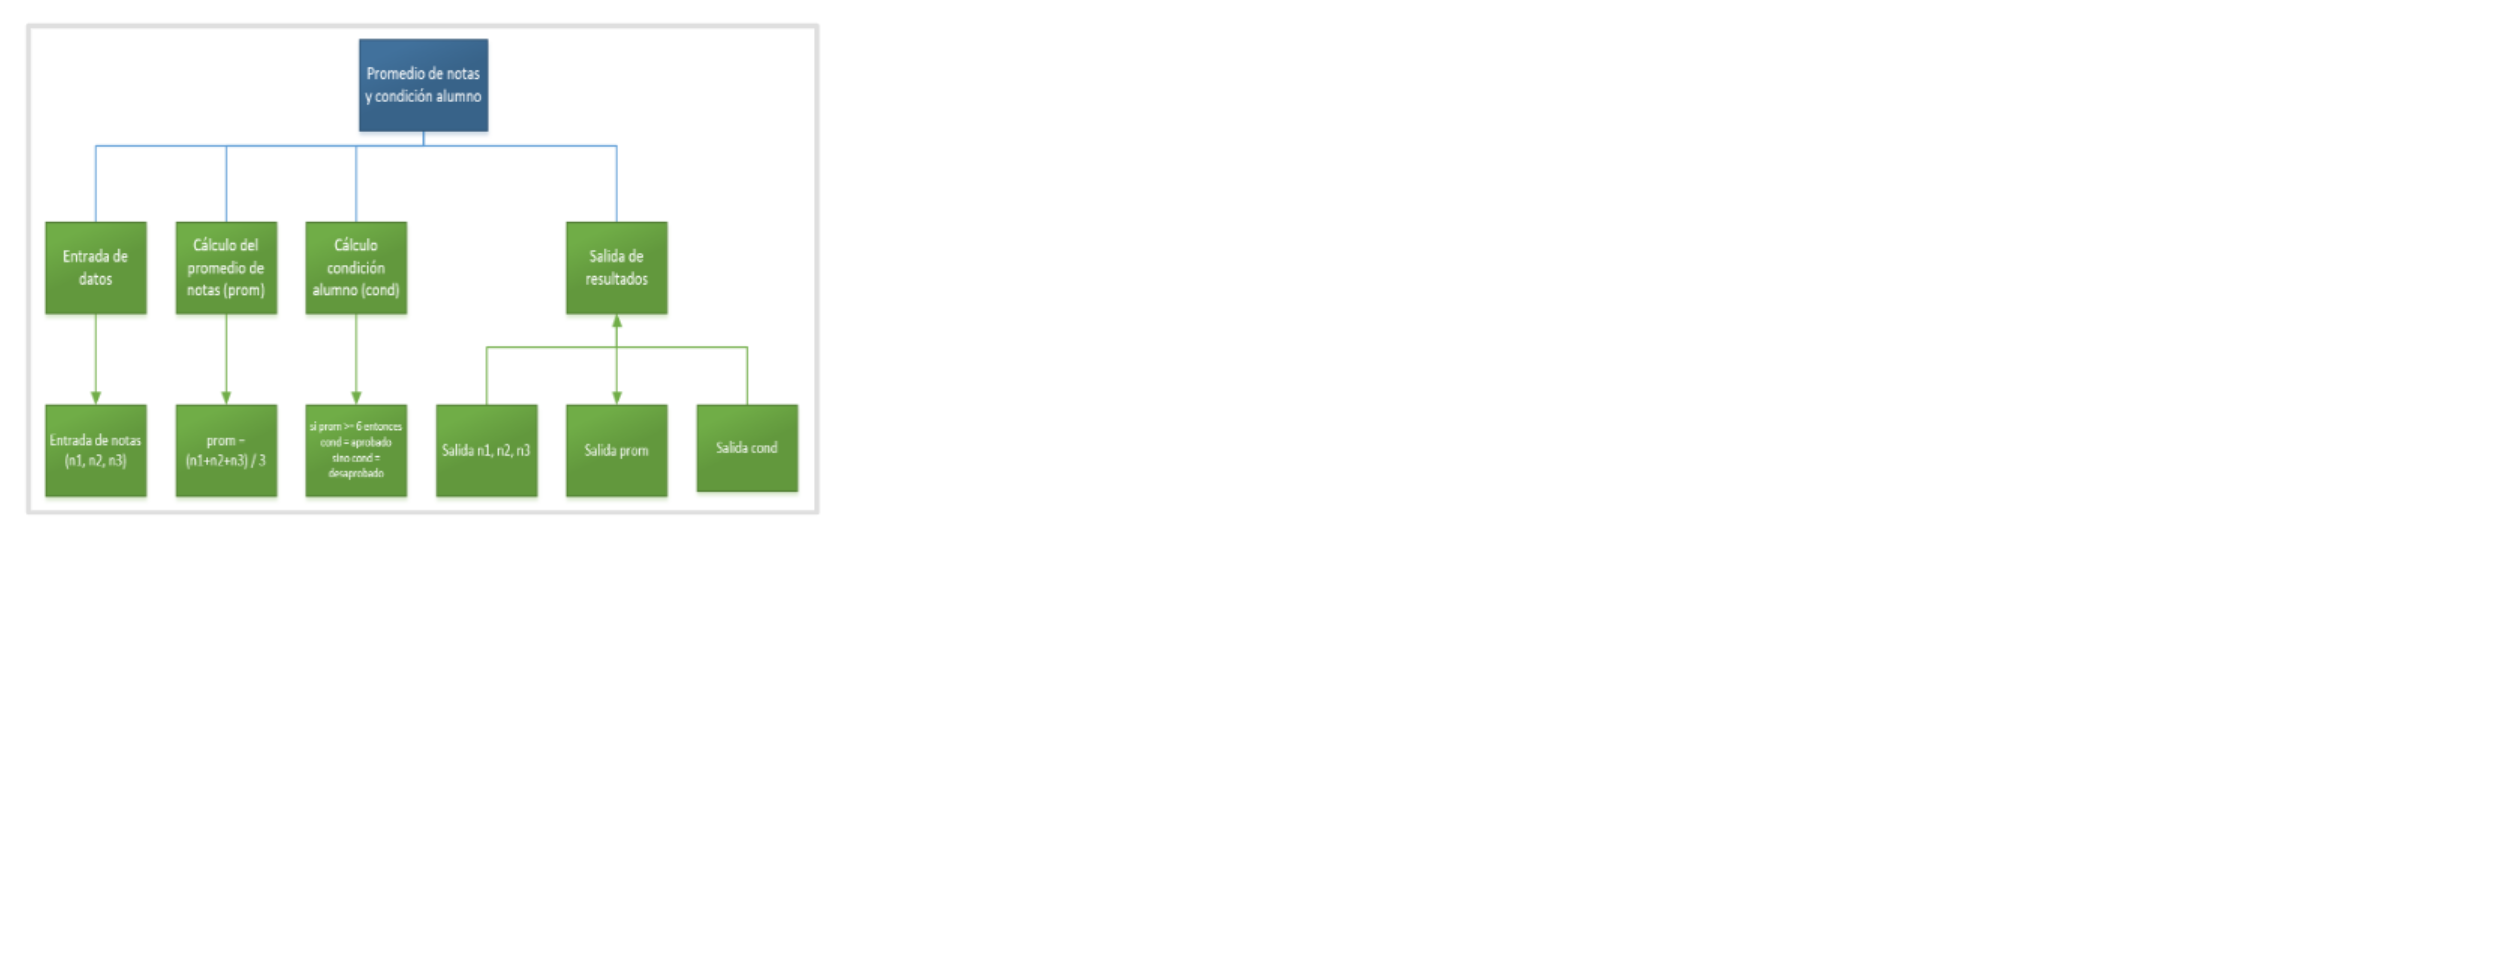 Promedio de notas
y condición alumno
Entrada de
datos
Cálculo del
promedio de
notas (prom)
Cálculo
condición
alumno (cond)
Salida de
resultados
Entrada de notas
(n1, n2, n3)
prom =
(n1+n2+n3) / 3
si prom >= 6 entonces
cond = aprobado
sino cond =
desaprobado
Salida n1, n2, n3
Salida prom
Salida cond